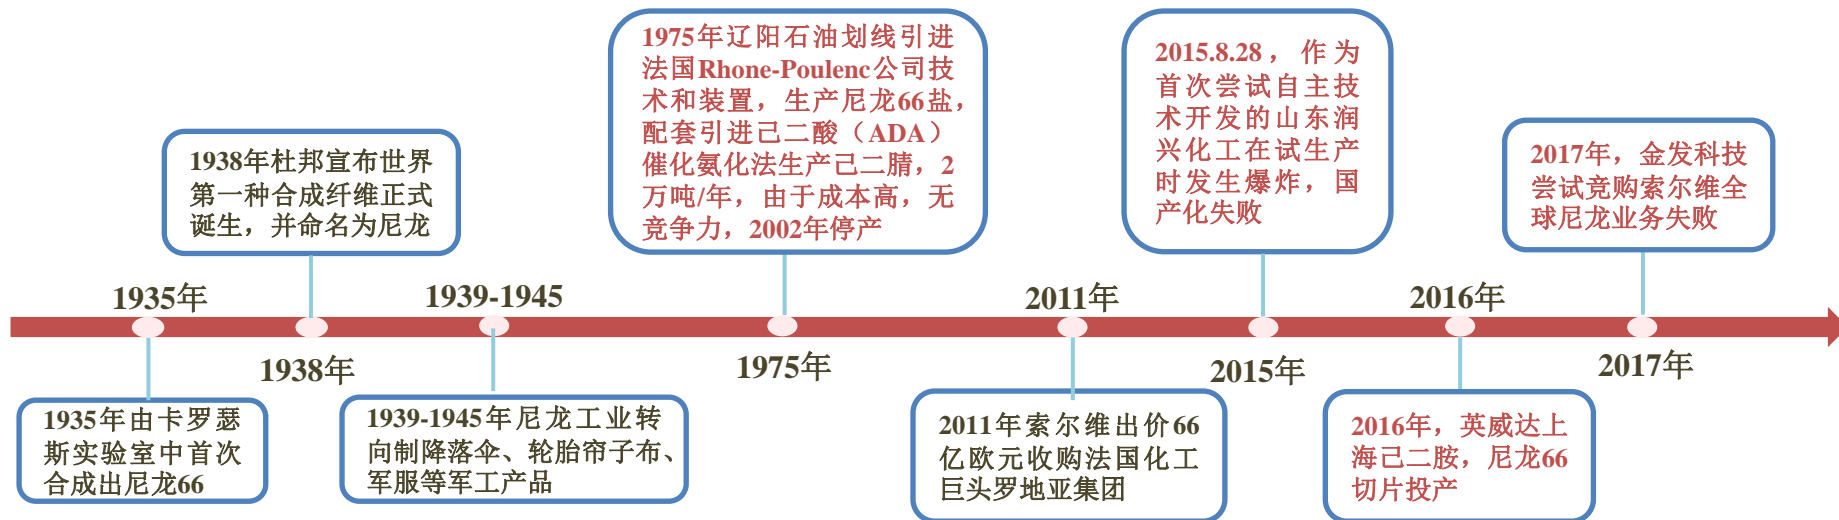 1975年辽阳石油划线引进
法国Rhone-Poulenc公司技
术和装置，生产尼龙66盐，
配套引进己二酸（ADA）
催化氨化法生产己二腈，2
万吨/年，由于成本高，无
竞争力，2002年停产
2015.8.28，作为
首次尝试自主技
术开发的山东润
兴化工在试生产
时发生爆炸，国
产化失败
1938年杜邦宣布世界
第一种合成纤维正式
诞生，并命名为尼龙
2017年，金发科技
尝试竞购索尔维全
球尼龙业务失败
1935年
1939-1945
2011年
2016年
1938年
1975年
2015年
2017年
1935年由卡罗瑟
斯实验室中首次
合成出尼龙66
1939-1945年尼龙工业转
向制降落伞、轮胎帘子布、
军服等军工产品
2011年索尔维出价66
亿欧元收购法国化工
巨头罗地亚集团
2016年，英威达上
海己二胺，尼龙66
切片投产